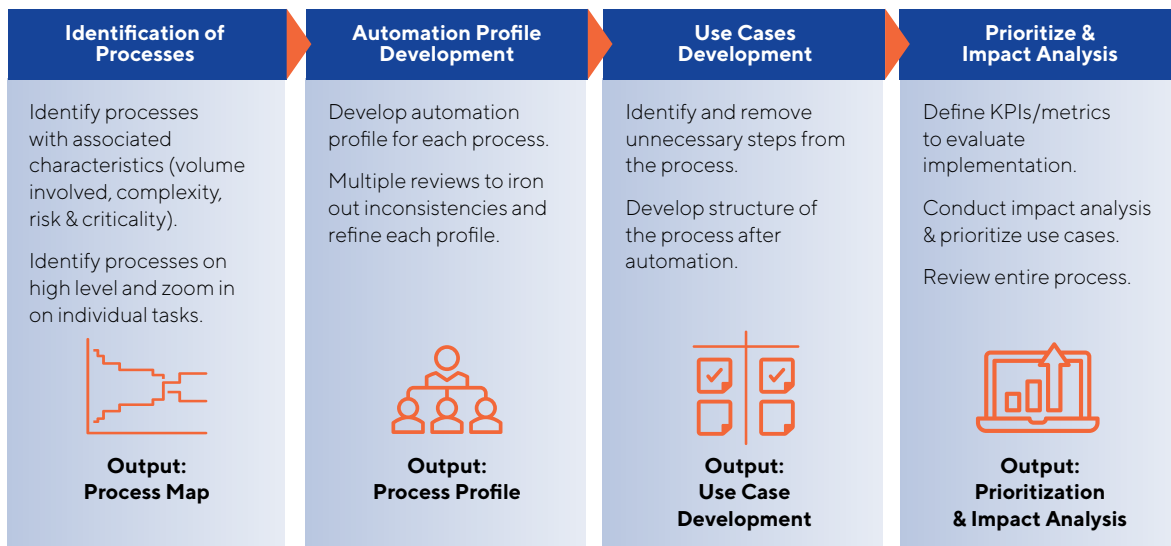 Identification of
Processes
Identify processes
with associated
characteristics (volume
involved, complexity,
risk & criticality).
Identify processes on
high level and zoom in
on individual tasks.
Output:
Process Map
Automation Profile
Development
Develop automation
profile for each process.
Multiple reviews to iron
out inconsistencies and
refine each profile.
Output:
Process Profile
Use Cases
Development
Identify and remove
unnecessary steps from
the process.
Develop structure of
the process after
automation.
Output:
Use Case
Development
Prioritize &
Impact Analysis
Define KPIs/metrics
to evaluate
implementation.
Conduct impact analysis
& prioritize use cases.
Review entire process.
Output:
Prioritization
& Impact Analysis